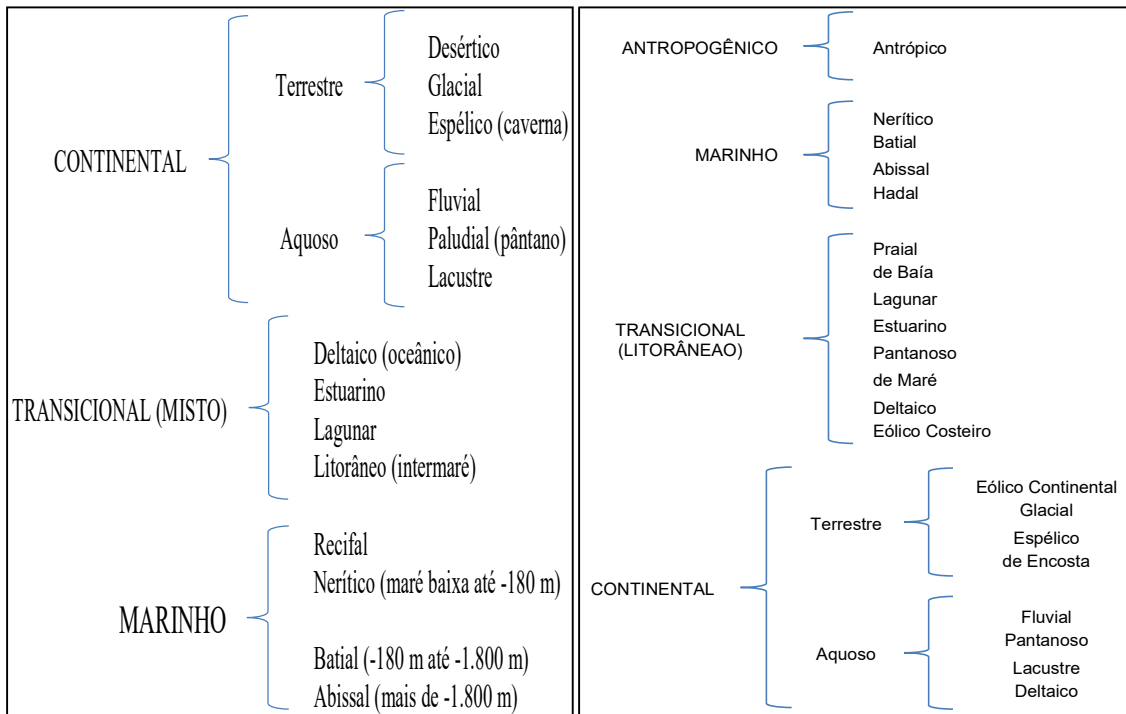 CONTINENTAL
Terrestre
Desértico
Glacial
Espélico (caverna)
Aquoso
Fluvial
Paludial (pântano)
Lacustre
TRANSICIONAL (MISTO)
Deltaico (oceânico)
Estuarino
Lagunar
Litorâneo (intermaré)
MARINHO
Recifal
Nerítico (maré baixa até -180 m)
Batial (-180 m até -1.800 m)
Abissal (mais de -1.800 m)
ANTROPOGÊNICO
Antrópico
MARINHO
Nerítico
Batial
Abissal
Hadal
TRANSICIONAL
(LITORÂNEAO)
Praial
de Baía
Lagunar
Estuarino
Pantanoso
de Maré
Deltaico
Eólico Costeiro
CONTINENTAL
Terrestre
Eólico Continental
Glacial
Espélico
de Encosta
Aquoso
Fluvial
Pantanoso
Lacustre
Deltaico